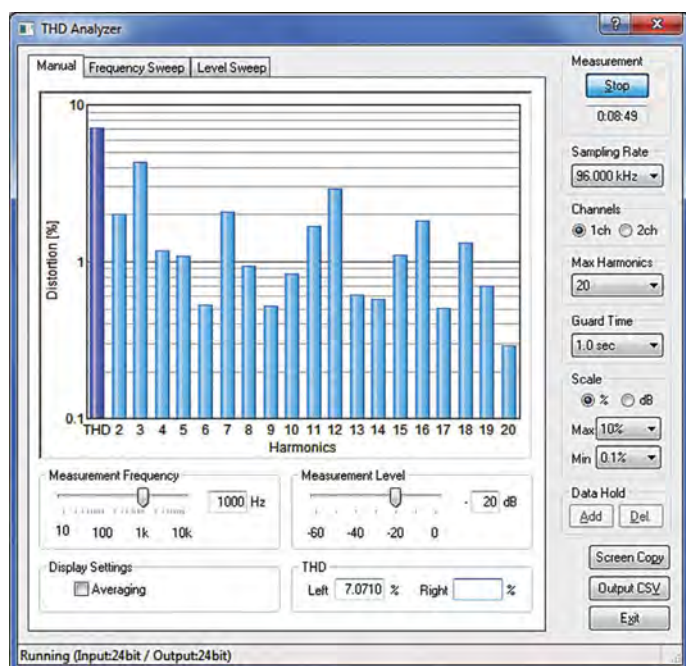 THD Analyzer
Manual Frequency Sweep Level Sweep
10
1
0.1
Distortion [%]
THD 2 3 4 5 6 7 8 9 10 11 12 13 14 15 16 17 18 19 20
Harmonics
Measurement Frequency
1000 Hz
10 100 1k 10k
Measurement Level
- 20 dB
-60 -40 -20 0
Display Settings
Averaging
THD
Left 7.0710 % Right %
Measurement
Stop
0:08:49
Sampling Rate
96.000 kHz
Channels
1ch 2ch
Max Harmonics
20
Guard Time
1.0 sec
Scale
% dB
Max 10%
Min 0.1%
Data Hold
Add Del.
Screen Copy
Output CSV
Exit
Running (Input:24bit / Output:24bit)